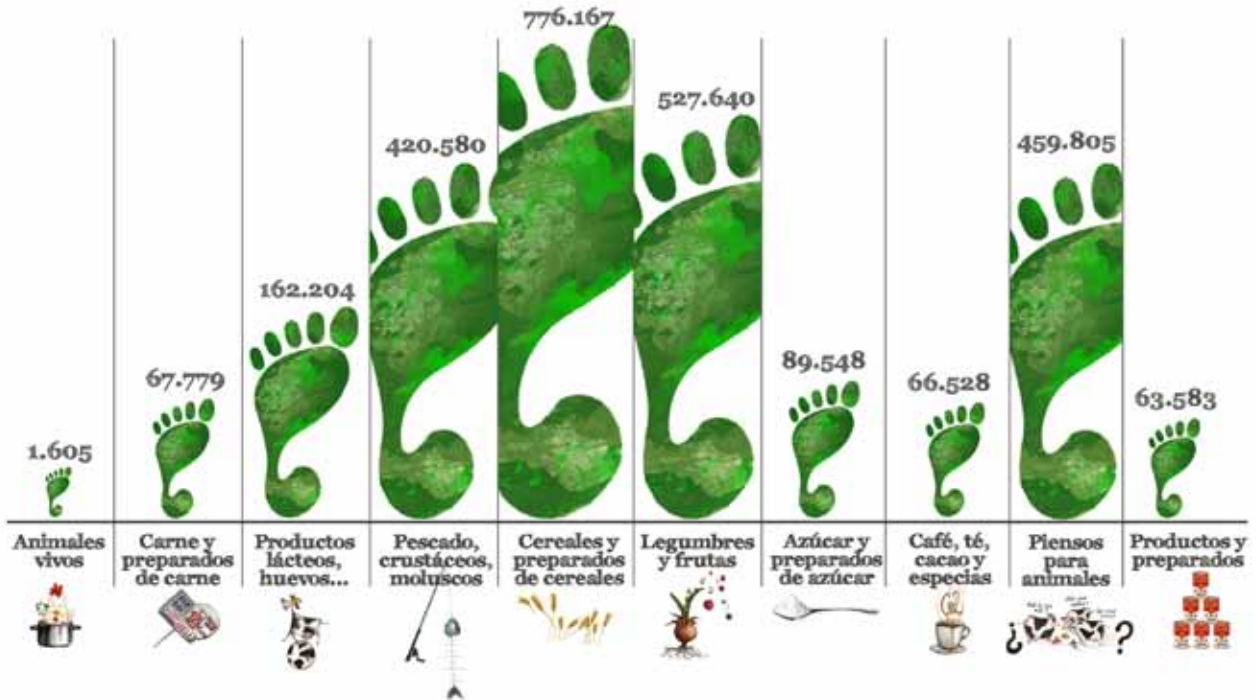 776.167
527.640
420.580
459.805
162.204
89.548
67.779
66.528
63.583
1.605
Animales
vivos
Carne y
preparados
de carne
Productos
lácteos,
huevos...
Pescado,
crustáceos,
moluscos
Cereales y
preparados
de cereales
Legumbres
y frutas
Azúcar y
preparados
de azúcar
Café, té,
cacao y
especias
Piensos
para
animales
Productos y
preparados
¿ ?